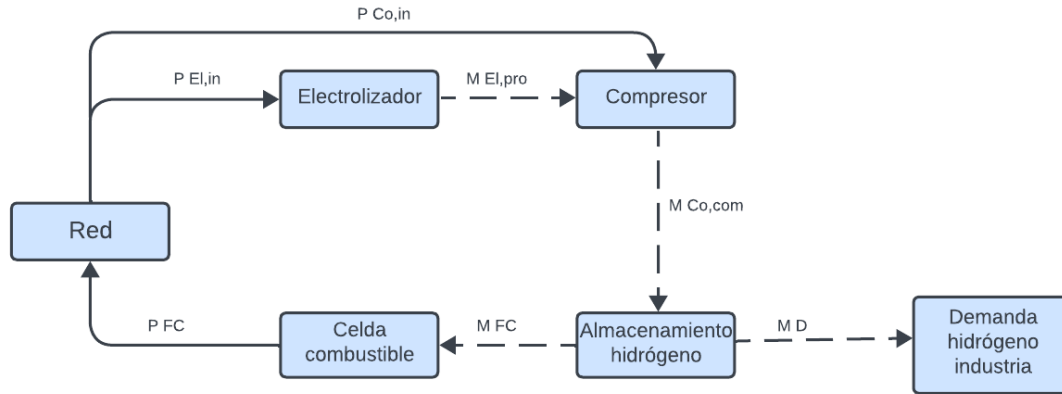 P Co,in
P El,in
Electrolizador
M El,pro
Compresor
M Co,com
Red
P FC
Celda
combustible
M FC
Almacenamiento
hidrógeno
M D
Demanda
hidrógeno
industria